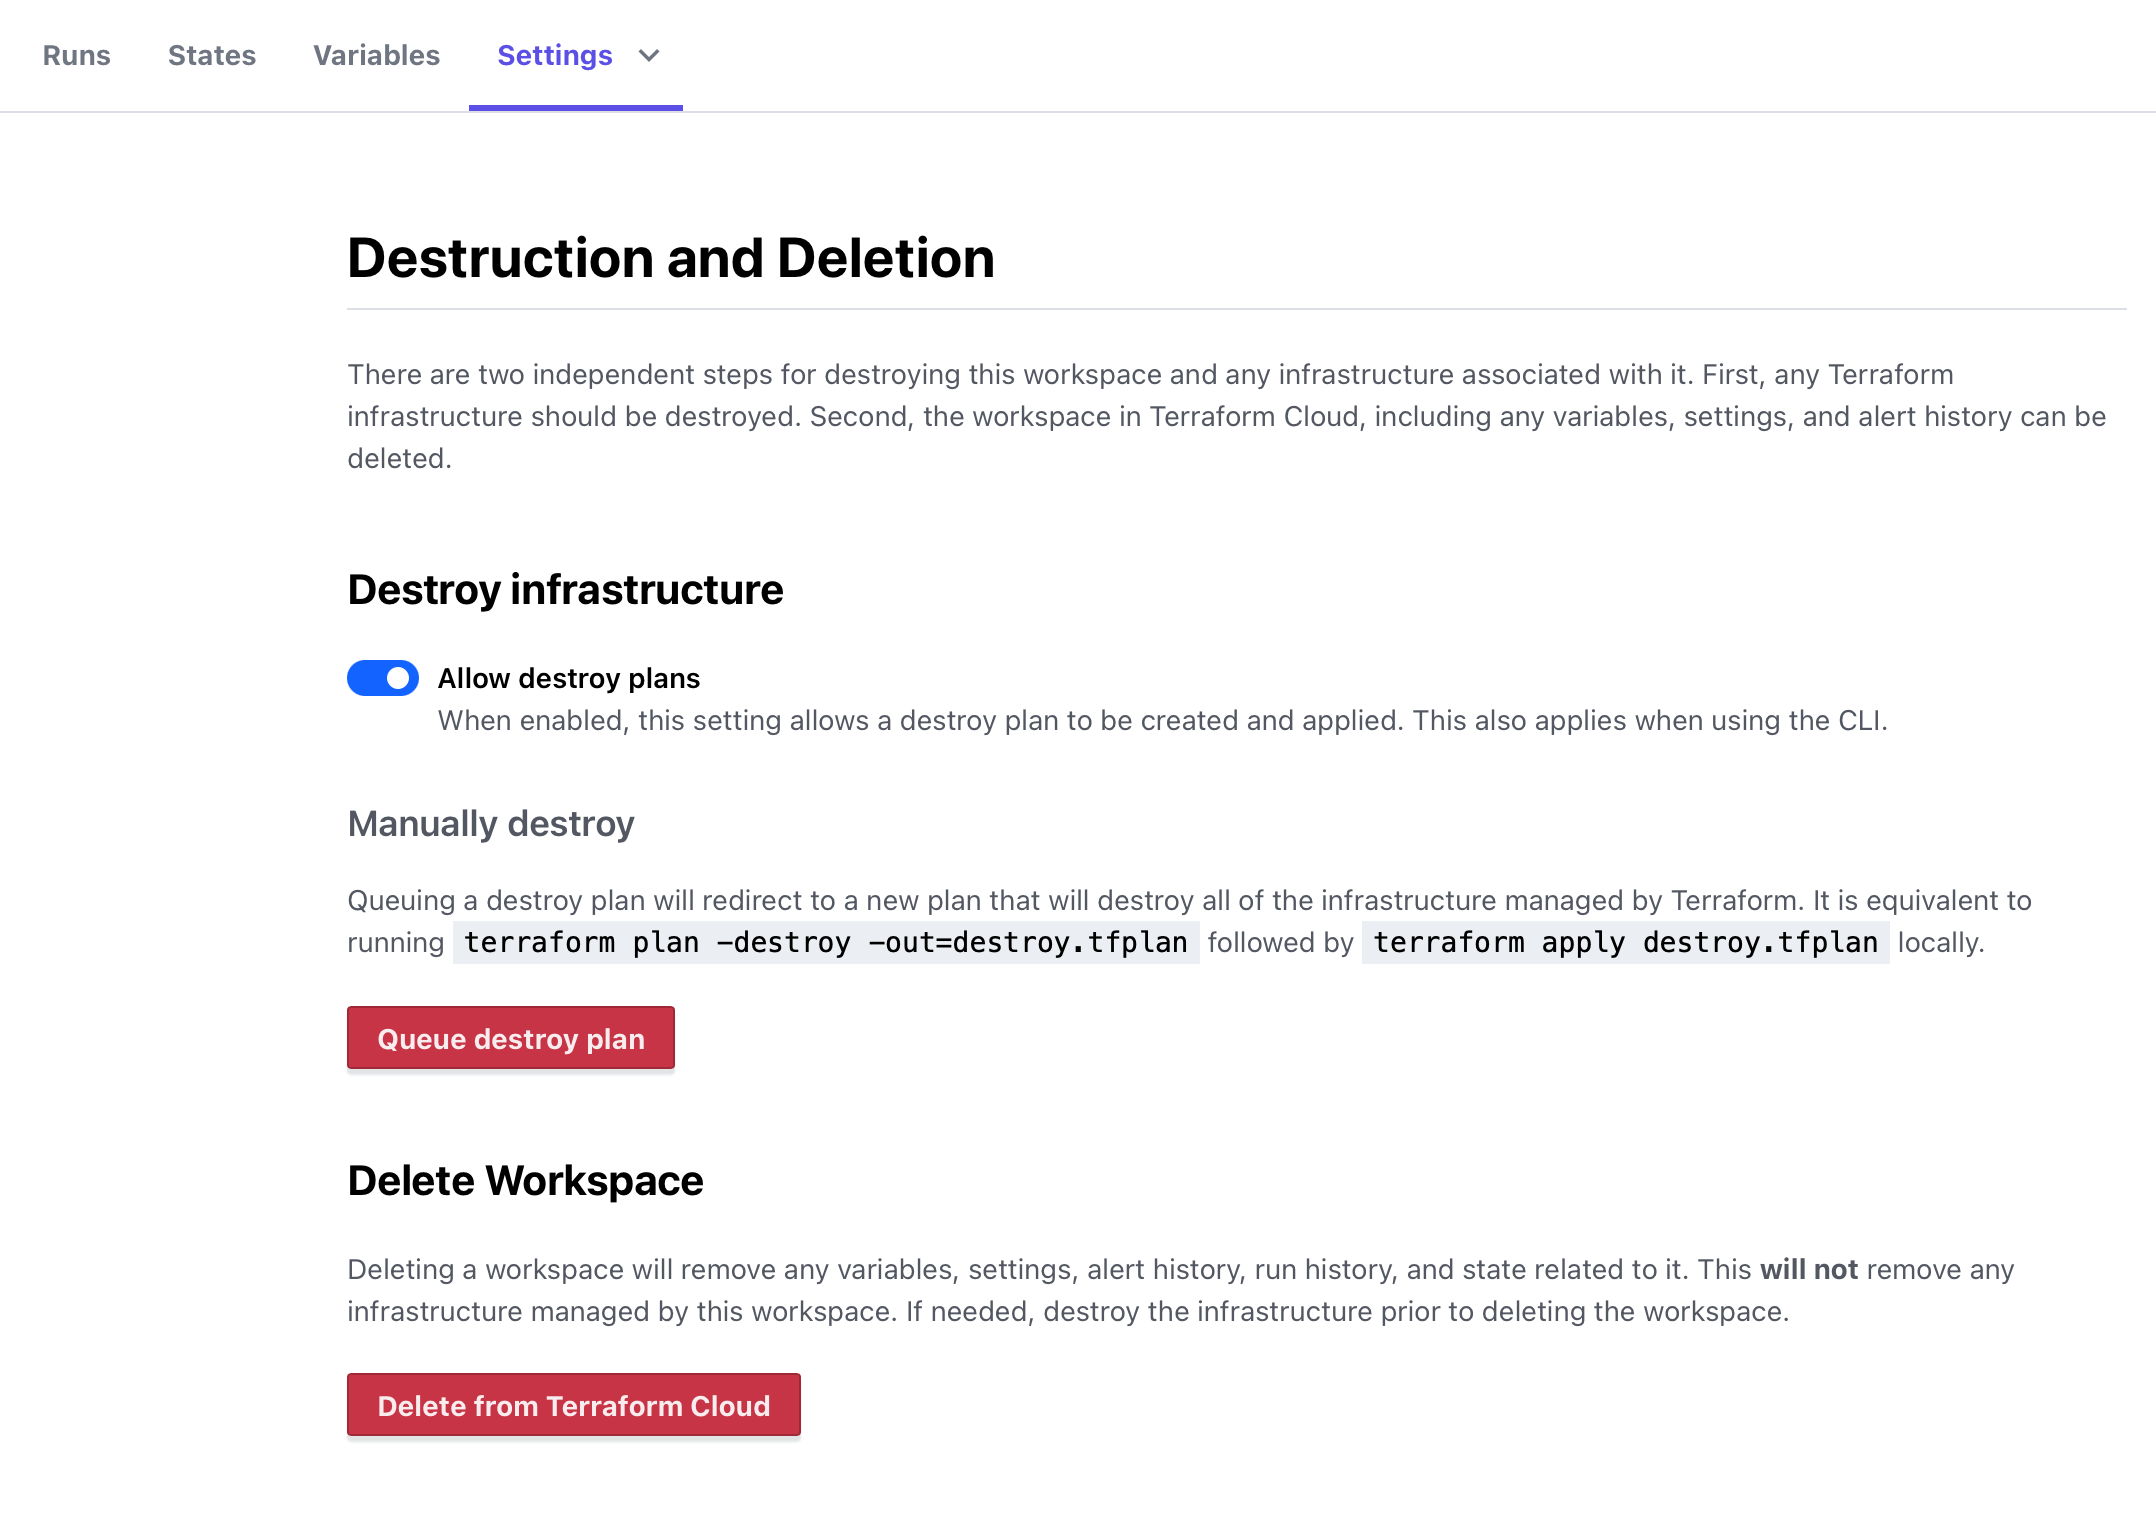 Runs States Variables Settings
Destruction and Deletion
There are two independent steps for destroying this workspace and any infrastructure associated with it. First, any Terraform
infrastructure should be destroyed. Second, the workspace in Terraform Cloud, including any variables, settings, and alert history can be
deleted.
Destroy infrastructure
Allow destroy plans
When enabled, this setting allows a destroy plan to be created and applied. This also applies when using the CLI.
Manually destroy
Queuing a destroy plan will redirect to a new plan that will destroy all of the infrastructure managed by Terraform. It is equivalent to
running terraform plan -destroy -out=destroy.tfplan followed by terraform apply destroy.tfplan locally.
Queue destroy plan
Delete Workspace
Deleting a workspace will remove any variables, settings, alert history, run history, and state related to it. This will not remove any
infrastructure managed by this workspace. If needed, destroy the infrastructure prior to deleting the workspace.
Delete from Terraform Cloud